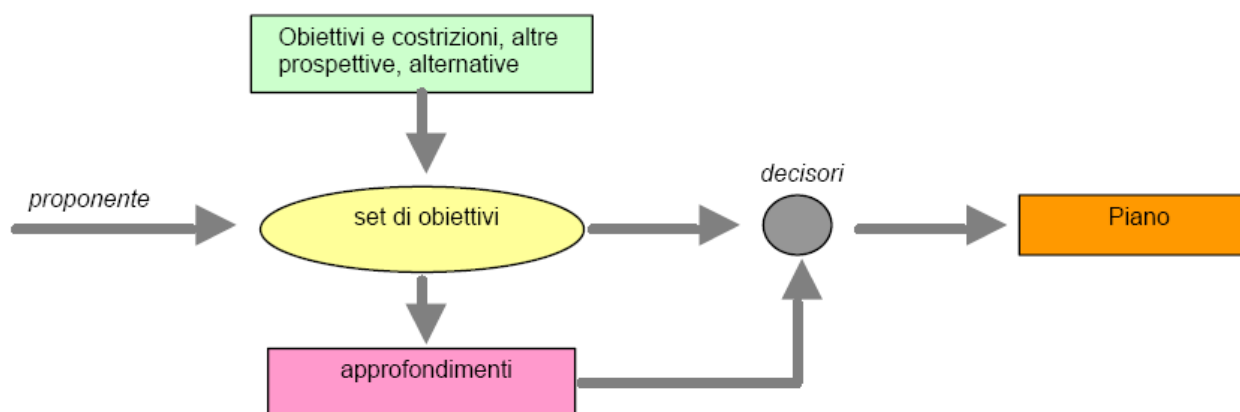 Obiettivi e costrizioni, altre
prospettive, alternative
proponente
set di obiettivi
decisori
Piano
approfondimenti